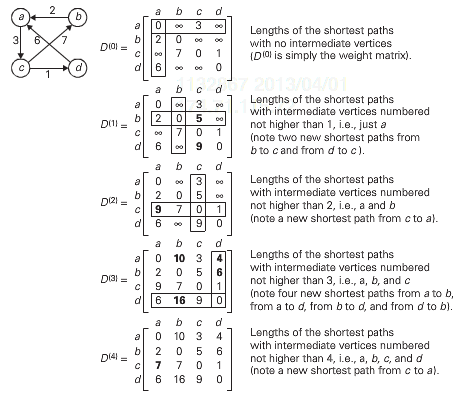 a 2 b
3 6 7
c 1 d
a b c d
a 0 ∞ 3 ∞
b 2 0 ∞ ∞
D(0) =
c ∞ 7 0 1
d 6 ∞ ∞ 0
Lengths of the shortest paths
with no intermediate vertices
(D(0) is simply the weight matrix).
a b c d
a 0 ∞ 3 ∞
b 2 0 5 ∞
D(1) =
c ∞ 7 0 1
d 6 ∞ 9 0
Lengths of the shortest paths
with intermediate vertices numbered
not higher than 1, i.e., just a
(note two new shortest paths from
b to c and from d to c).
a b c d
a 0 ∞ 3 ∞
b 2 0 5 ∞
D(2) =
c 9 7 0 1
d 6 ∞ 9 0
Lengths of the shortest paths
with intermediate vertices numbered
not higher than 2, i.e., a and b
(note a new shortest path from c to a).
a b c d
a 0 10 3 4
b 2 0 5 6
D(3) =
c 9 7 0 1
d 6 16 9 0
Lengths of the shortest paths
with intermediate vertices numbered
not higher than 3, i.e., a, b, and c
(note four new shortest paths from a to b,
from a to d, from b to d, and from d to b).
a b c d
a 0 10 3 4
b 2 0 5 6
D(4) =
c 7 7 0 1
d 6 16 9 0
Lengths of the shortest paths
with intermediate vertices numbered
not higher than 4, i.e., a, b, c, and d
(note a new shortest path from c to a).